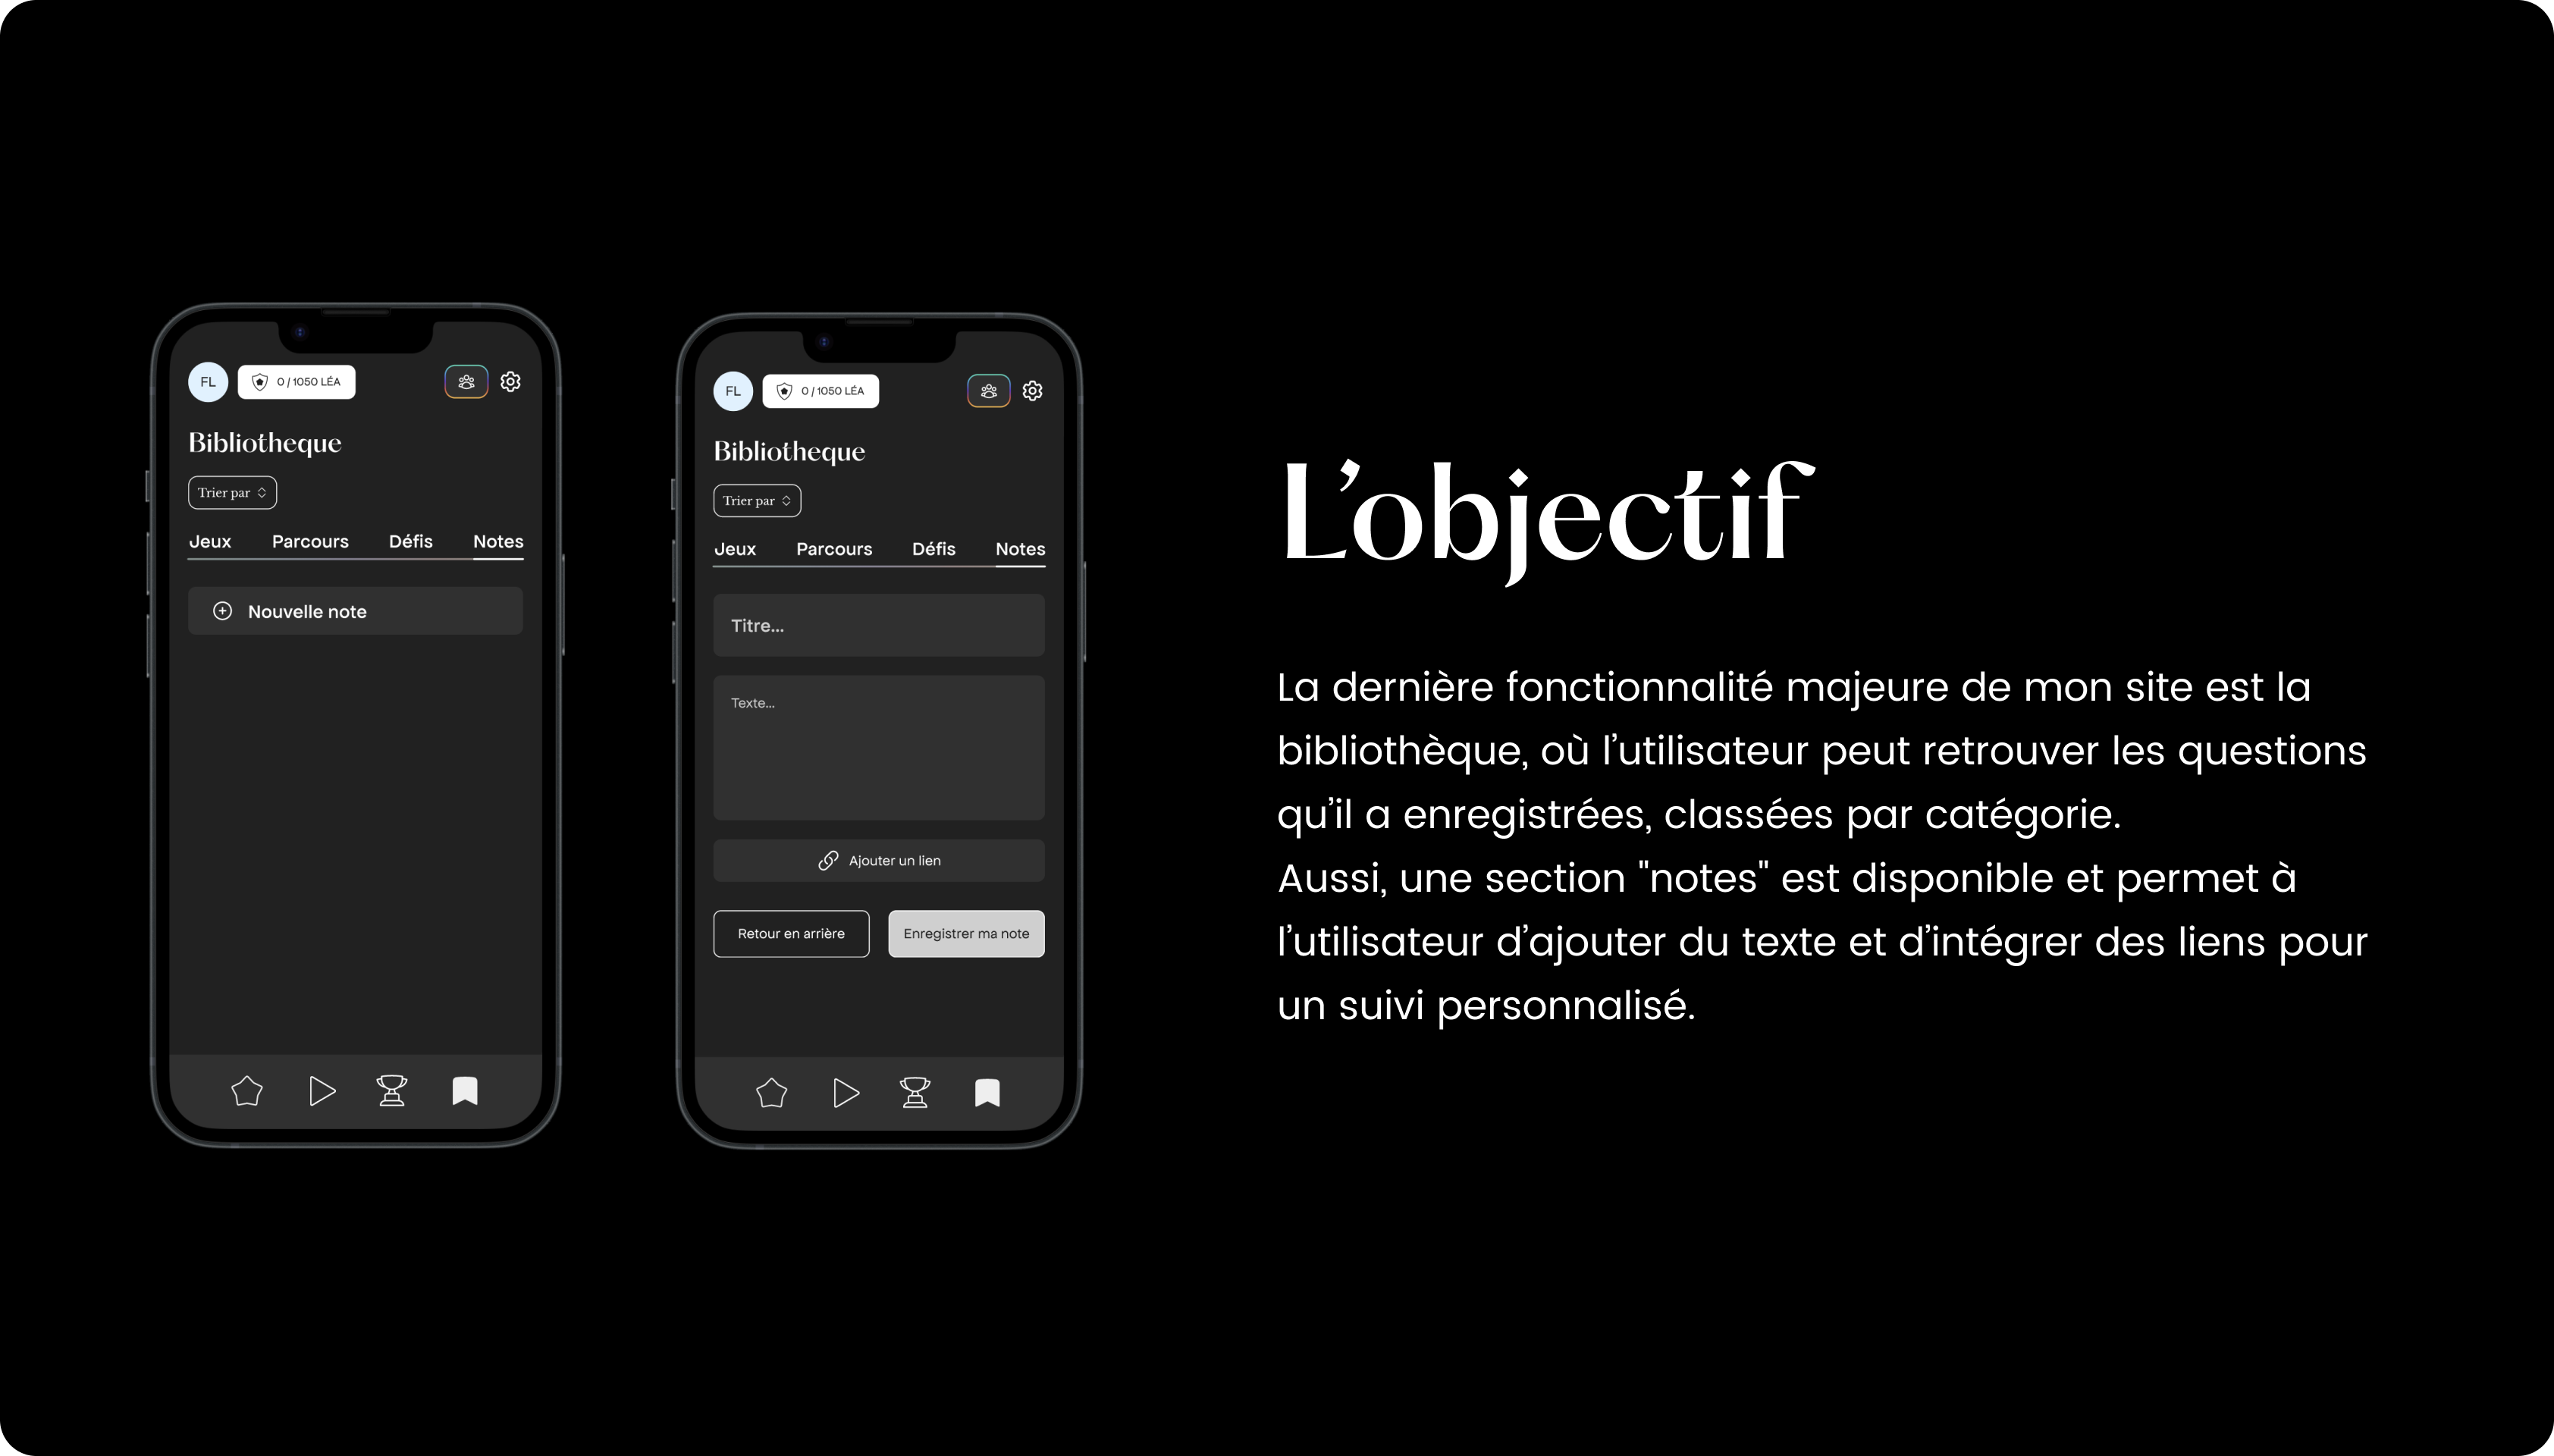 FL
0 / 1050 LÉA
Bibliotheque
Trier par
Jeux Parcours Défis Notes
Nouvelle note
FL
0 / 1050 LÉA
Bibliotheque
Trier par
Jeux Parcours Défis Notes
Titre...
Texte...
Ajouter un lien
Retour en arrière Enregistrer ma note
L’objectif
La dernière fonctionnalité majeure de mon site est la
bibliothèque, où l’utilisateur peut retrouver les questions
qu’il a enregistrées, classées par catégorie.
Aussi, une section "notes" est disponible et permet à
l’utilisateur d’ajouter du texte et d’intégrer des liens pour
un suivi personnalisé.